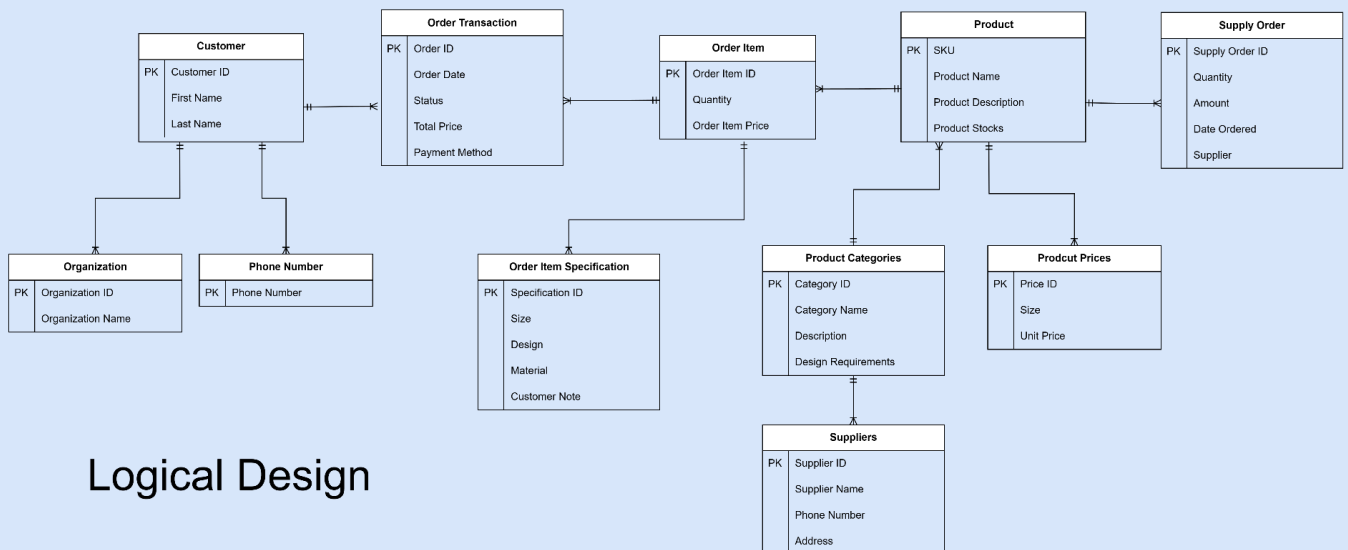 Customer
PK Customer ID
First Name
Last Name
Order Transaction
PK Order ID
Order Date
Status
Total Price
Payment Method
Order Item
PK Order Item ID
Quantity
Order Item Price
Product
PK SKU
Product Name
Product Description
Product Stocks
Supply Order
PK Supply Order ID
Quantity
Amount
Date Ordered
Supplier
Organization
PK Organization ID
Organization Name
Phone Number
PK Phone Number
Order Item Specification
PK Specification ID
Size
Design
Material
Customer Note
Product Categories
PK Category ID
Category Name
Description
Design Requirements
Prodcut Prices
PK Price ID
Size
Unit Price
Suppliers
PK Supplier ID
Supplier Name
Phone Number
Address
Logical Design